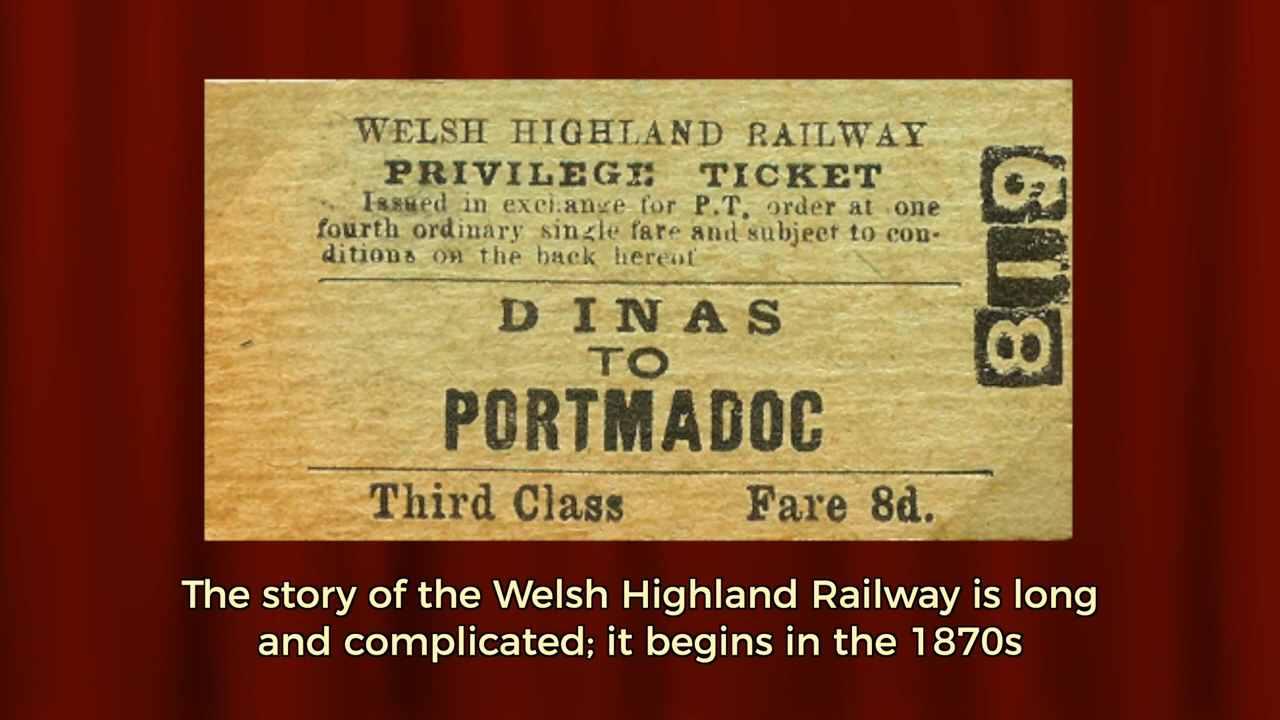 WELSH HIGHLAND RAILWAY
PRIVILEGE TICKET
Issued in exchange for P.T. order at one
fourth ordinary single fare and subject to con-
ditions on the back hereof
DINAS
TO
PORTMADOC
Third Class Fare 8d.
The story of the Welsh Highland Railway is long
and complicated; it begins in the 1870s